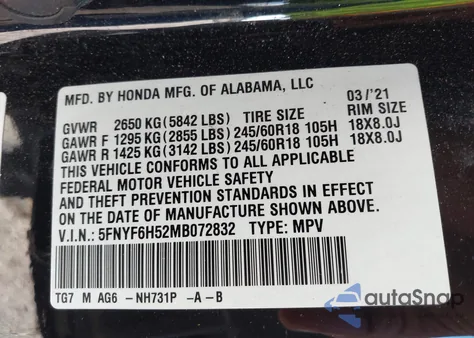 MFD. BY HONDA MFG. OF ALABAMA, LLC
03 /'21
GVWR 2650 KG (5842 LBS) TIRE SIZE RIM SIZE
GAWR F 1295 KG (2855 LBS) 245/60R18 105H 18X8.0J
GAWR R 1425 KG (3142 LBS) 245/60R18 105H 18X8.0J
THIS VEHICLE CONFORMS TO ALL APPLICABLE
FEDERAL MOTOR VEHICLE SAFETY
AND THEFT PREVENTION STANDARDS IN EFFECT
ON THE DATE OF MANUFACTURE SHOWN ABOVE.
V.I.N.: 5FNYF6H52MB072832 TYPE: MPV
TG7 M AG6 -NH731P -A -B
autoSnap